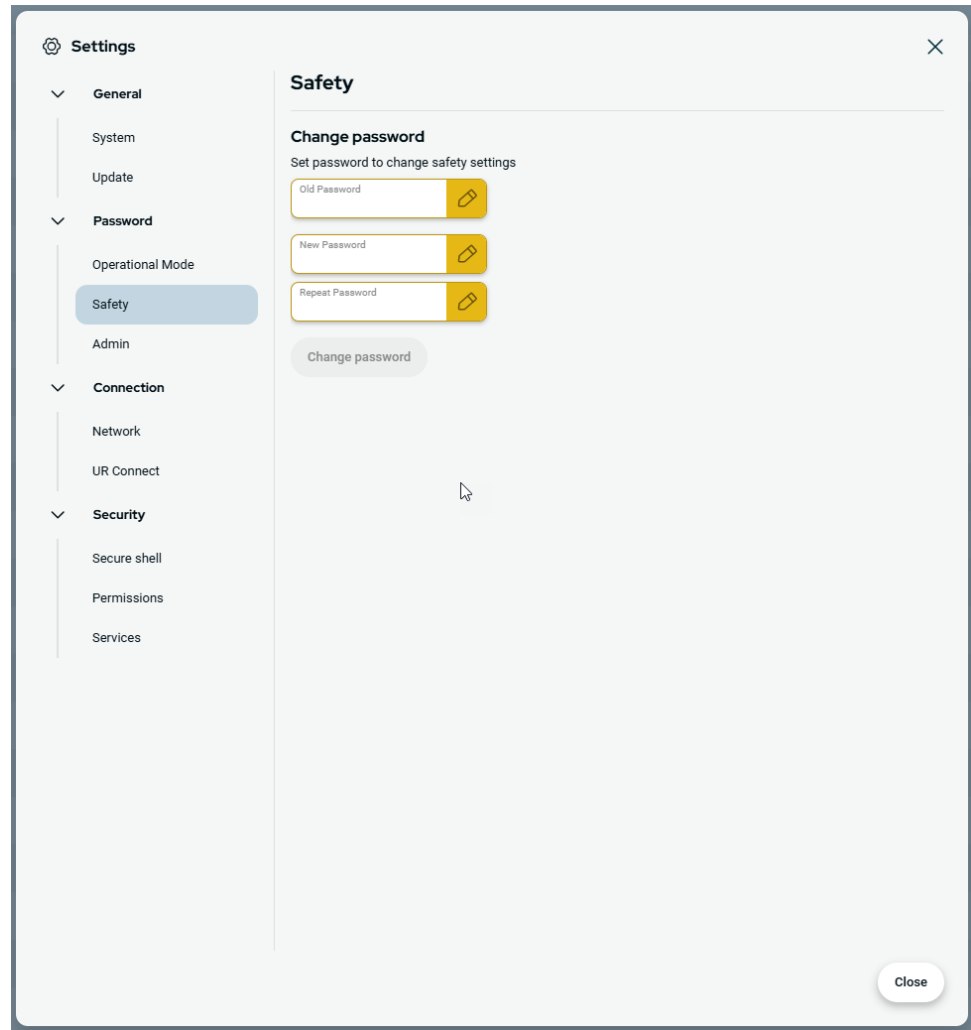 Settings
General
System
Update
Password
Operational Mode
Safety
Admin
Connection
Network
UR Connect
Security
Secure shell
Permissions
Services
Safety
Change password
Set password to change safety settings
Old Password
New Password
Repeat Password
Change password
Close